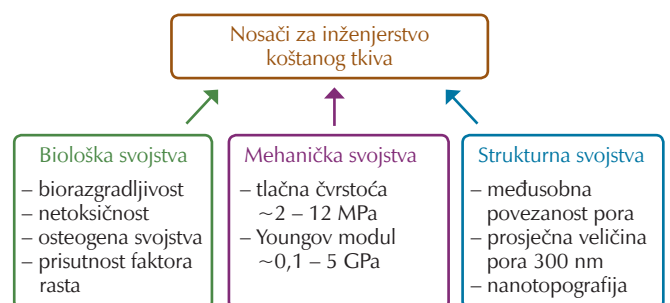 Nosači za inženjerstvo
koštanog tkiva
Biološka svojstva
– biorazgradljivost
– netoksičnost
– osteogena svojstva
– prisutnost faktora
rasta
Mehanička svojstva
– tlačna čvrstoća
~2 – 12 MPa
– Youngov modul
~0,1 – 5 GPa
Strukturna svojstva
– međusobna
povezanost pora
– prosječna veličina
pora 300 nm
– nanotopografija